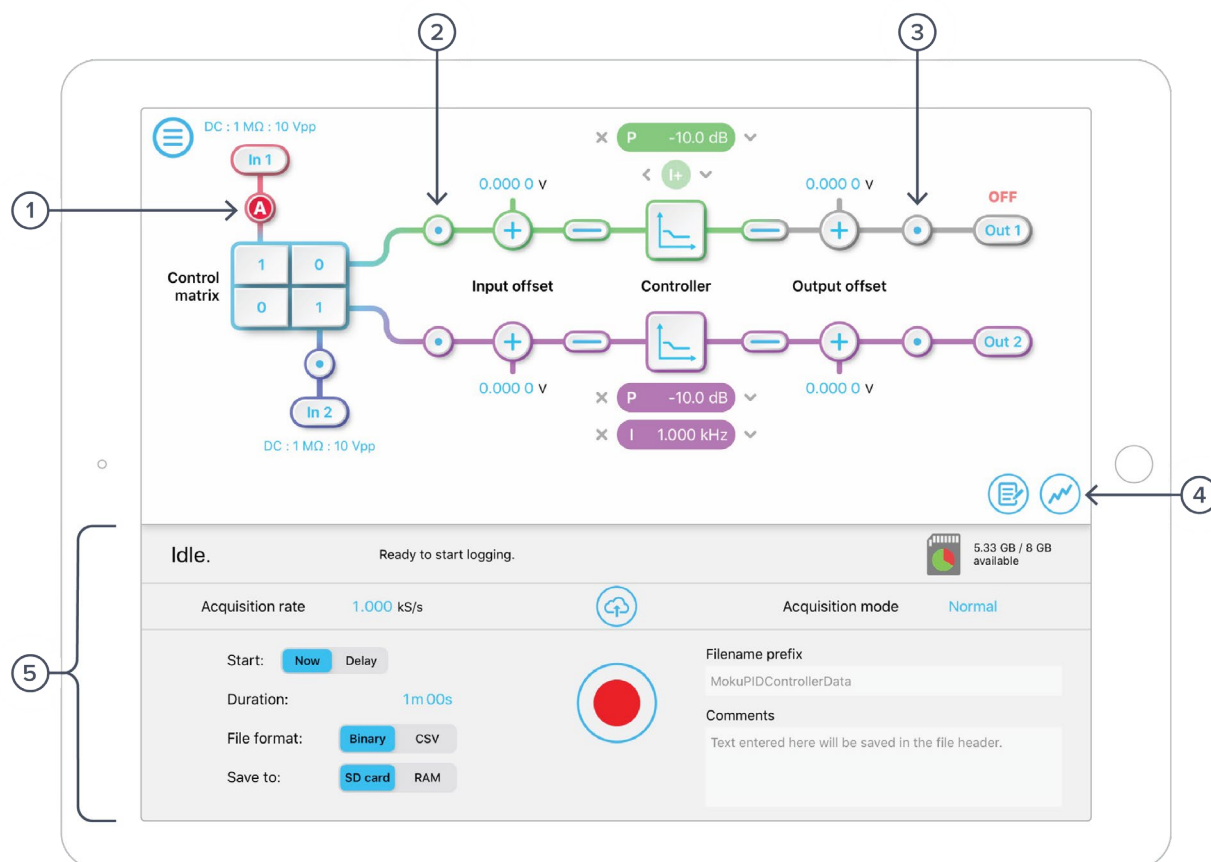 2
3
DC : 1 MΩ : 10 Vpp
In 1
P -10.0 dB
I+
1
A
0.000 0 V
0.000 0 V
OFF
Out 1
Control
matrix
1 0
0 1
Input offset
Controller
Output offset
Out 2
0.000 0 V
0.000 0 V
In 2
DC : 1 MΩ : 10 Vpp
P -10.0 dB
I 1.000 kHz
4
Idle.
Ready to start logging.
5.33 GB / 8 GB
available
Acquisition rate 1.000 kS/s
Acquisition mode Normal
5
Start: Now Delay
Duration: 1m 00s
File format: Binary CSV
Save to: SD card RAM
Filename prefix
MokuPIDControllerData
Comments
Text entered here will be saved in the file header.